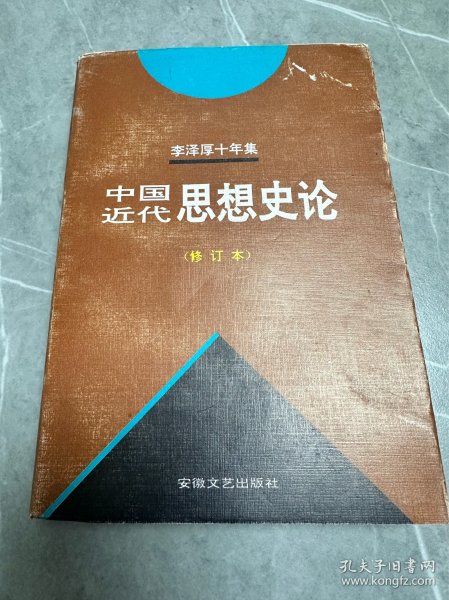 李泽厚十年集
中国近代思想史论
（修订本）
安徽文艺出版社
孔夫子旧书网
www.kongfz.com